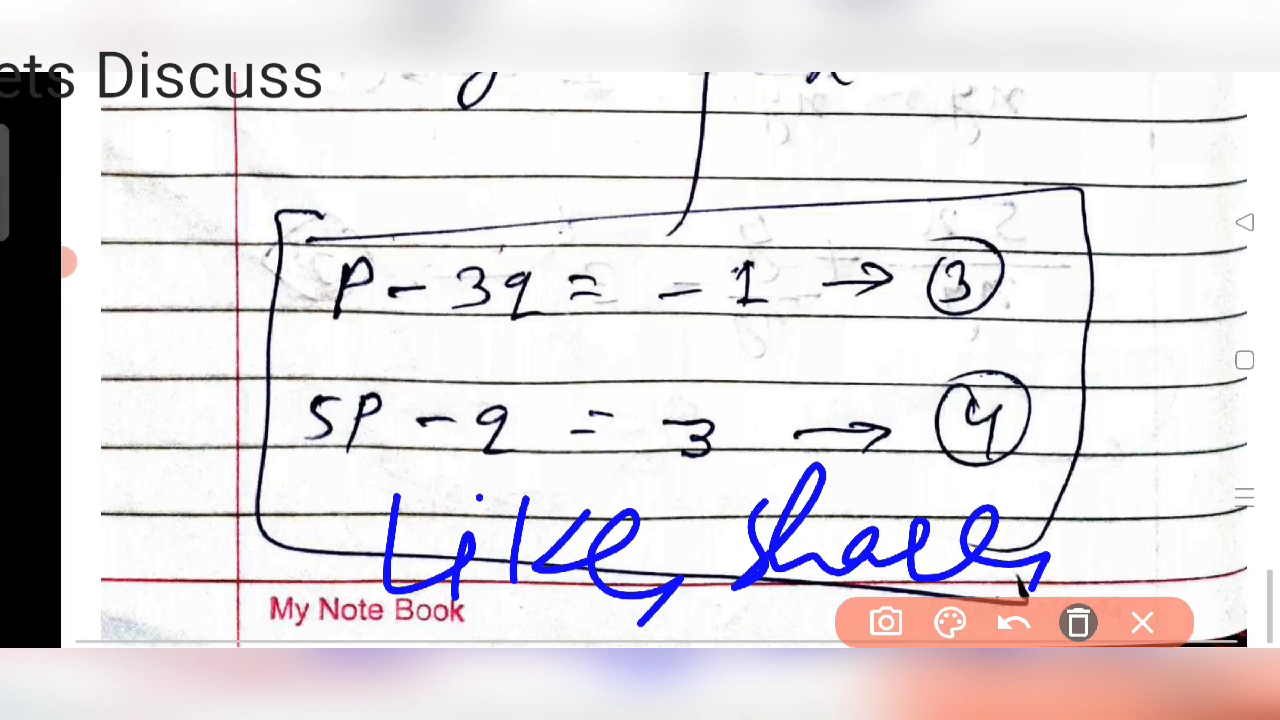 ets Discuss
P - 3q = - 1 → ③
5P - q = 3 → ④
Like, share,
My Note Book